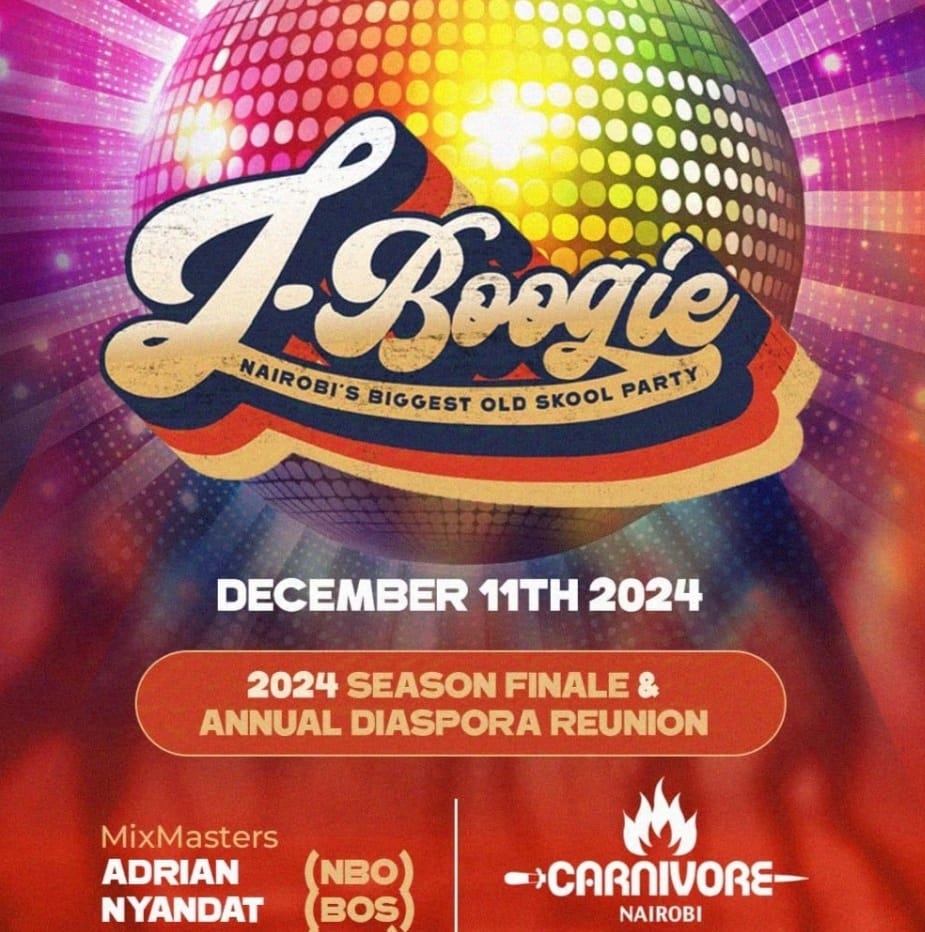 J-Boogie
NAIROBI'S BIGGEST OLD SKOOL PARTY
DECEMBER 11TH 2024
2024 SEASON FINALE &
ANNUAL DIASPORA REUNION
MixMasters
ADRIAN
NYANDAT
(NBO)
(BOS)
CARNIVORE
NAIROBI